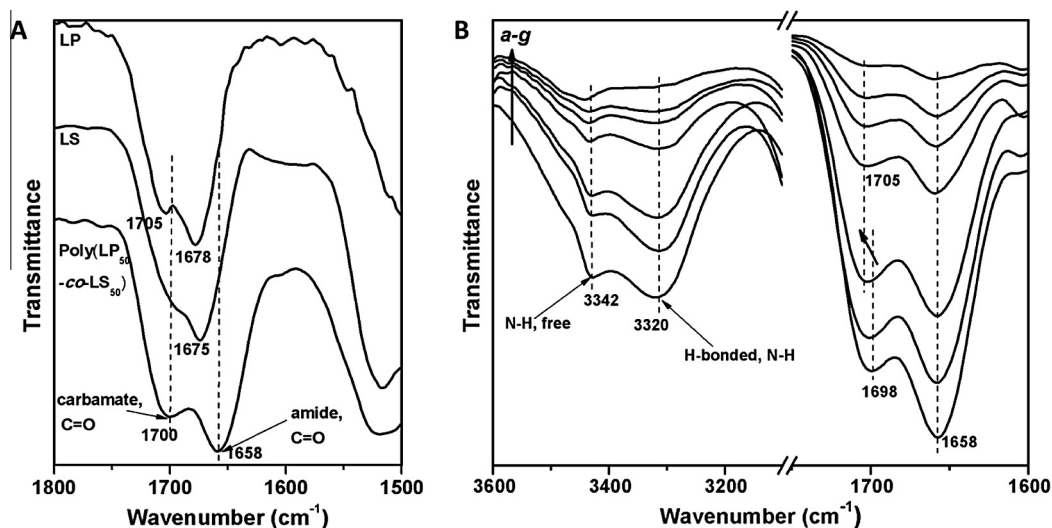 A
LP
LS
1705
1678
Poly(LP50
-co-LS50)
1675
carbamate,
C=O
1700
amide,
C=O
1658
Transmittance
1800
1700
1600
1500
Wavenumber (cm-1)
B
a-g
1705
3342
N-H, free
3320
H-bonded, N-H
1698
1658
Transmittance
3600
3400
3200
1700
1600
Wavenumber (cm-1)